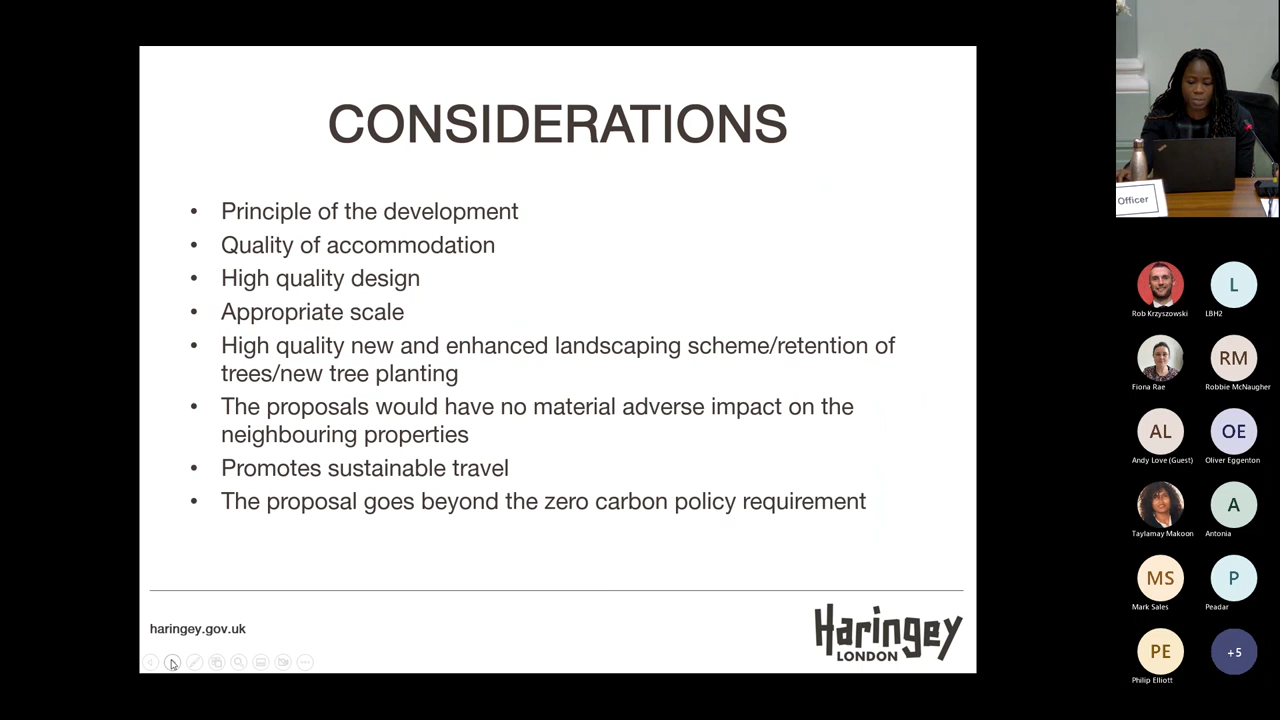 CONSIDERATIONS
• Principle of the development
• Quality of accommodation
• High quality design
• Appropriate scale
• High quality new and enhanced landscaping scheme/retention of
trees/new tree planting
• The proposals would have no material adverse impact on the
neighbouring properties
• Promotes sustainable travel
• The proposal goes beyond the zero carbon policy requirement
haringey.gov.uk
Haringey
LONDON
Officer
Rob Krzyszowski
L
LBH2
Fiona Rae
RM
Robbie McNaugher
AL
Andy Love (Guest)
OE
Oliver Eggenton
Taylamay Makoon
A
Antonia
MS
Mark Sales
P
Peadar
PE
Philip Elliott
+5